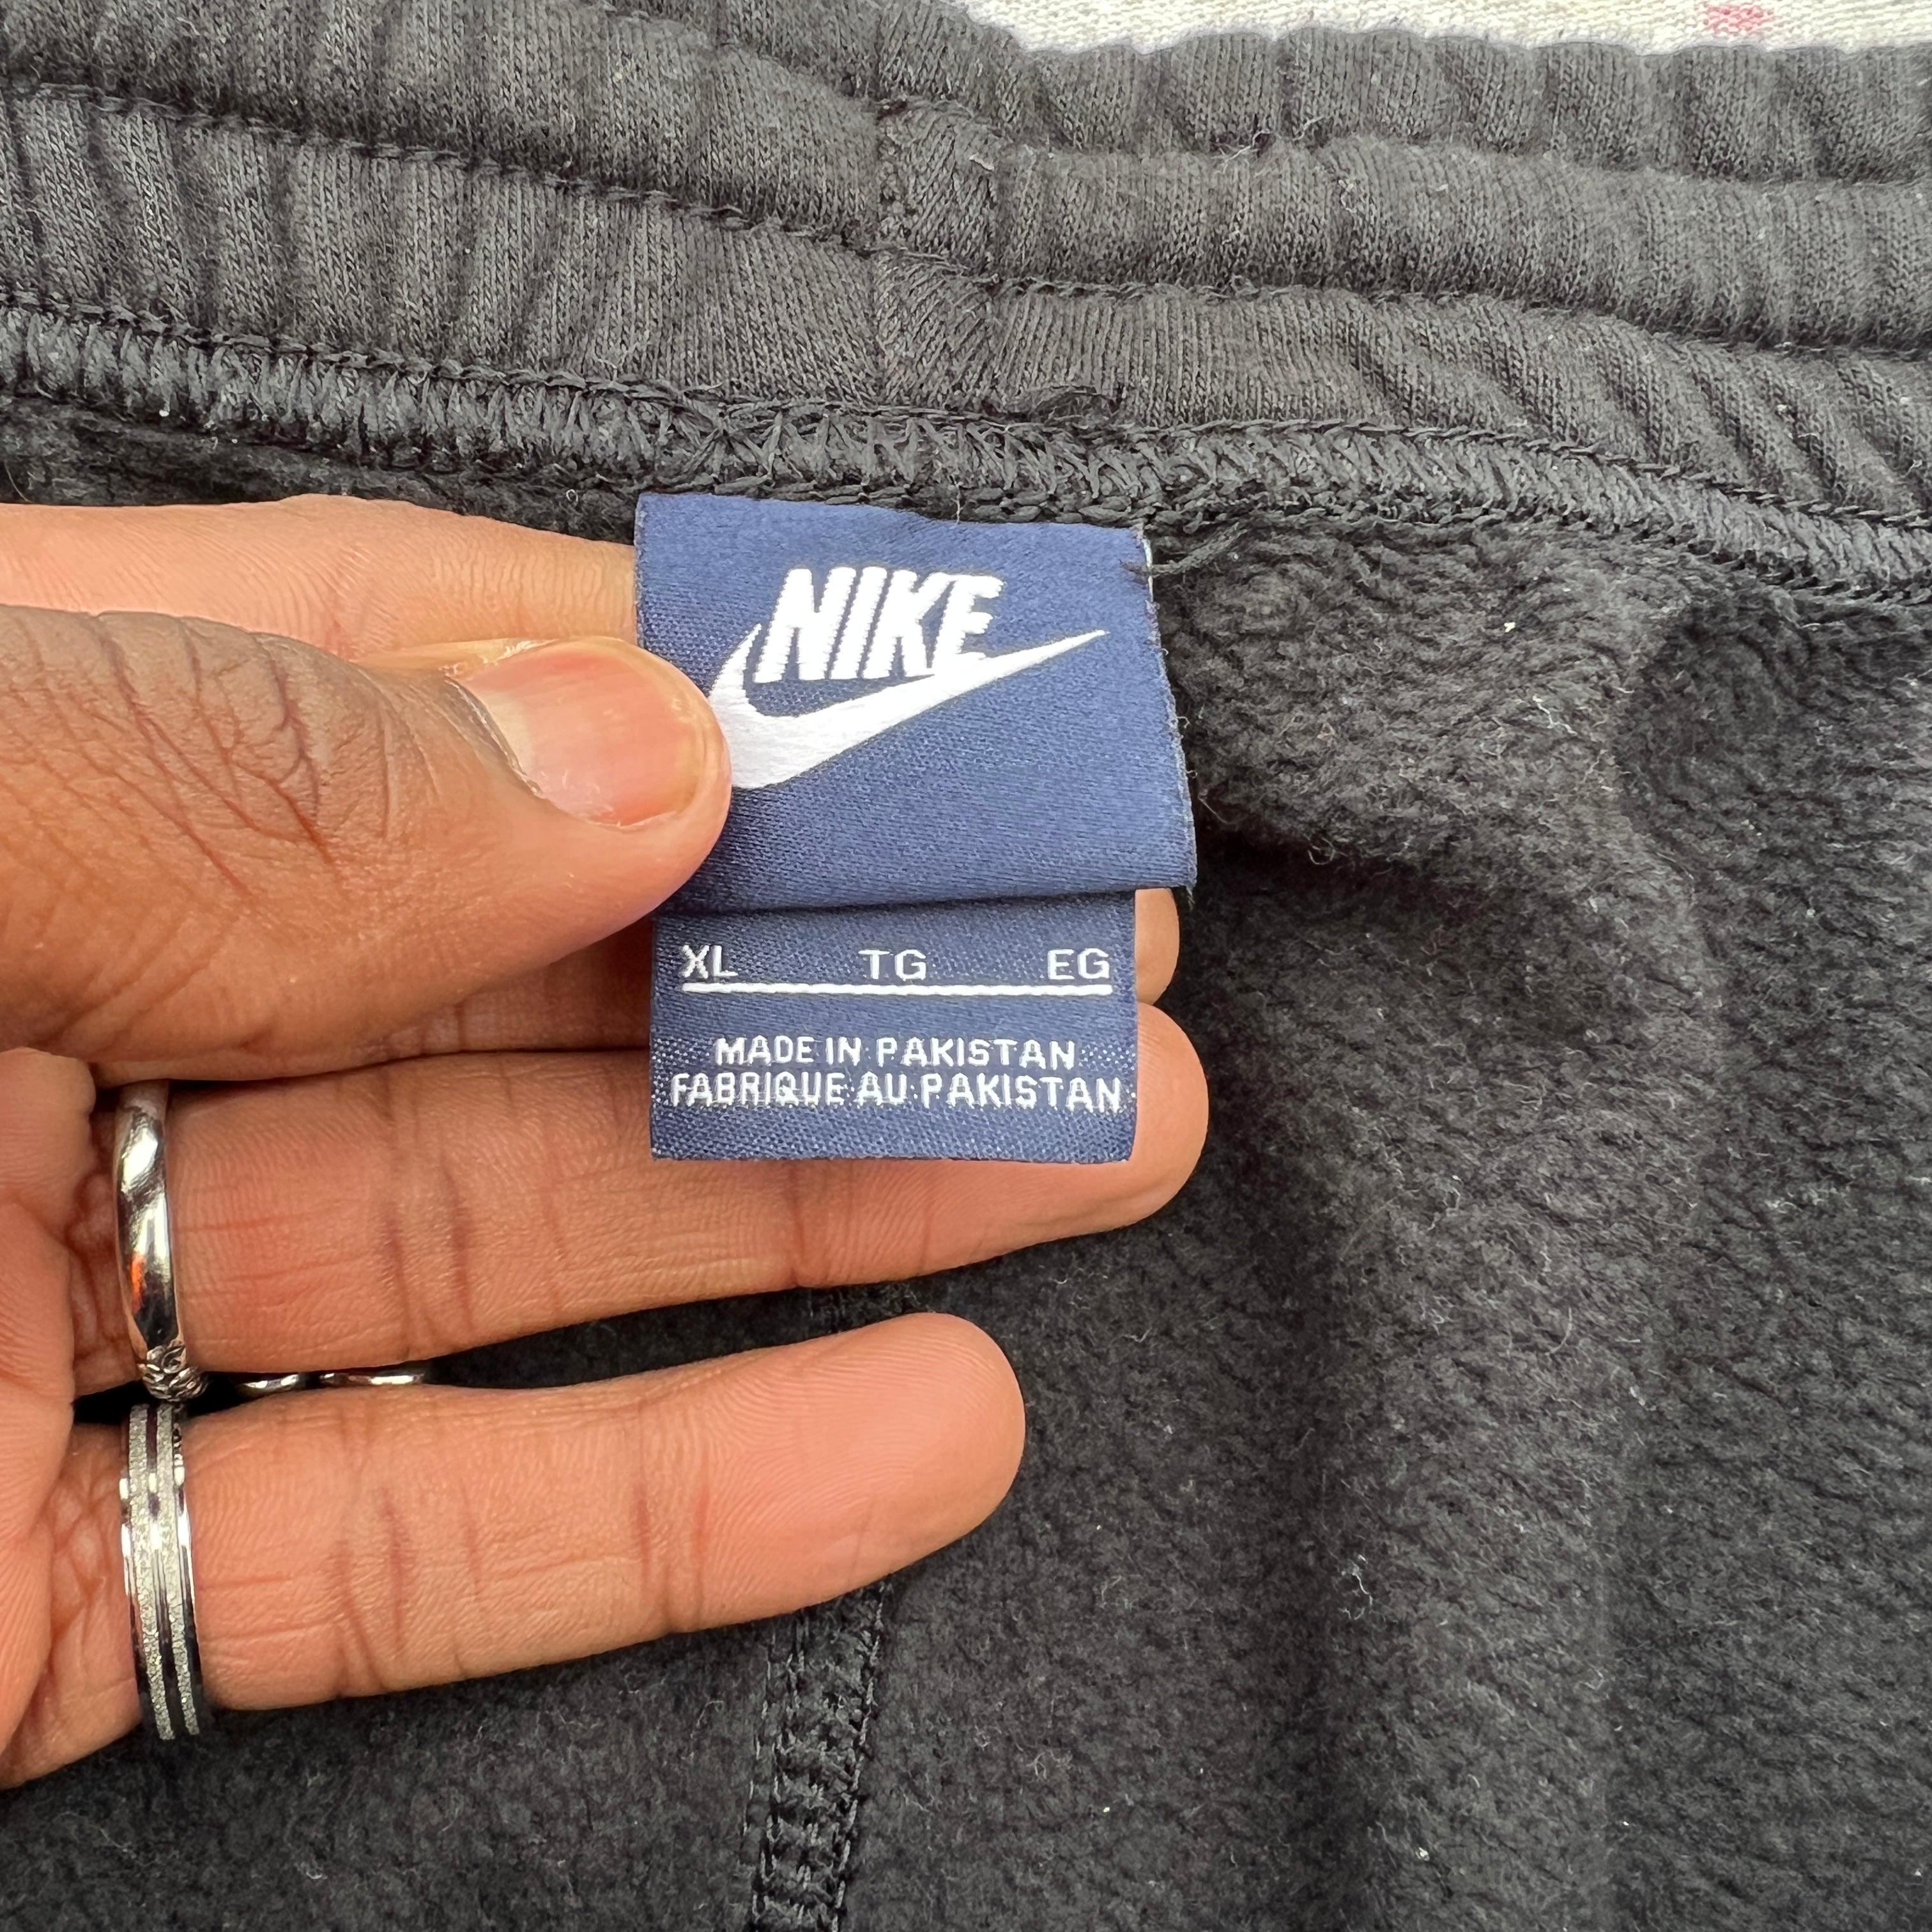 NIKE
XL TG EG
MADE IN PAKISTAN
FABRIQUE AU PAKISTAN